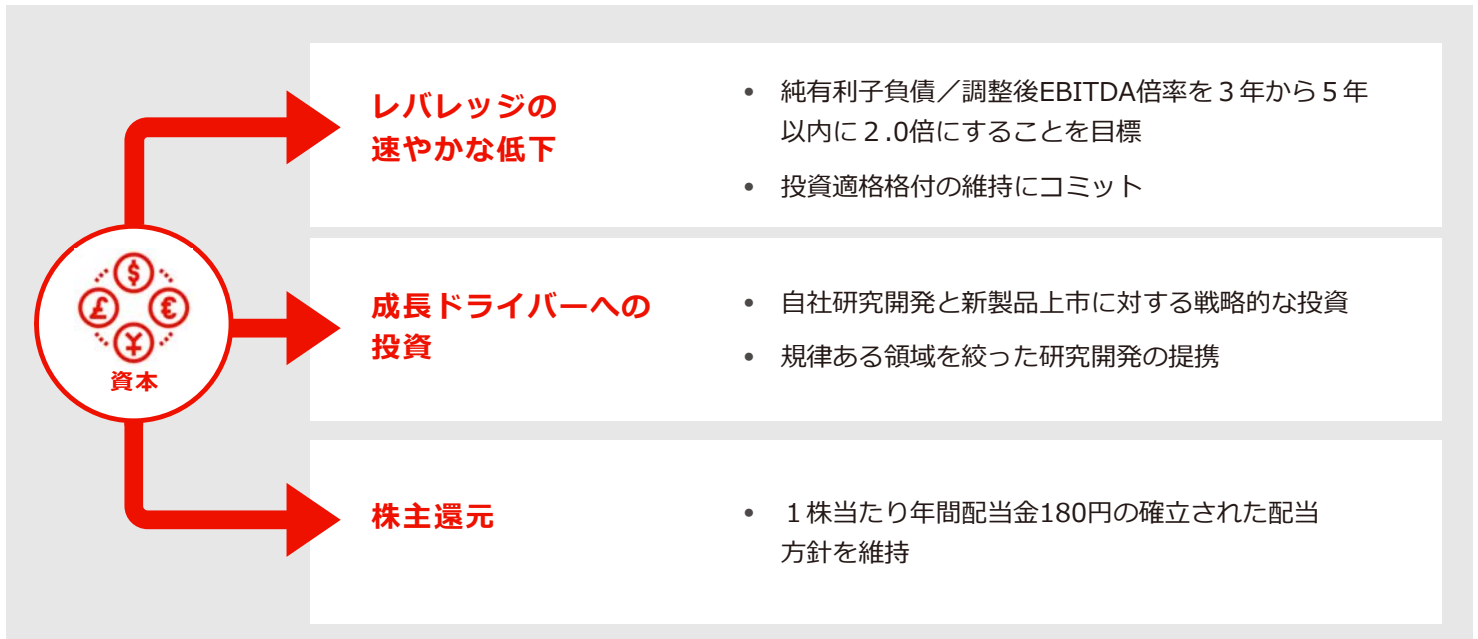 レバレッジの
速やかな低下
• 純有利子負債／調整後EBITDA倍率を３年から５年
以内に２.0倍にすることを目標
• 投資適格格付の維持にコミット
$
£
€
¥
資本
成長ドライバーへの
投資
• 自社研究開発と新製品上市に対する戦略的な投資
• 規律ある領域を絞った研究開発の提携
株主還元
• １株当たり年間配当金180円の確立された配当
方針を維持